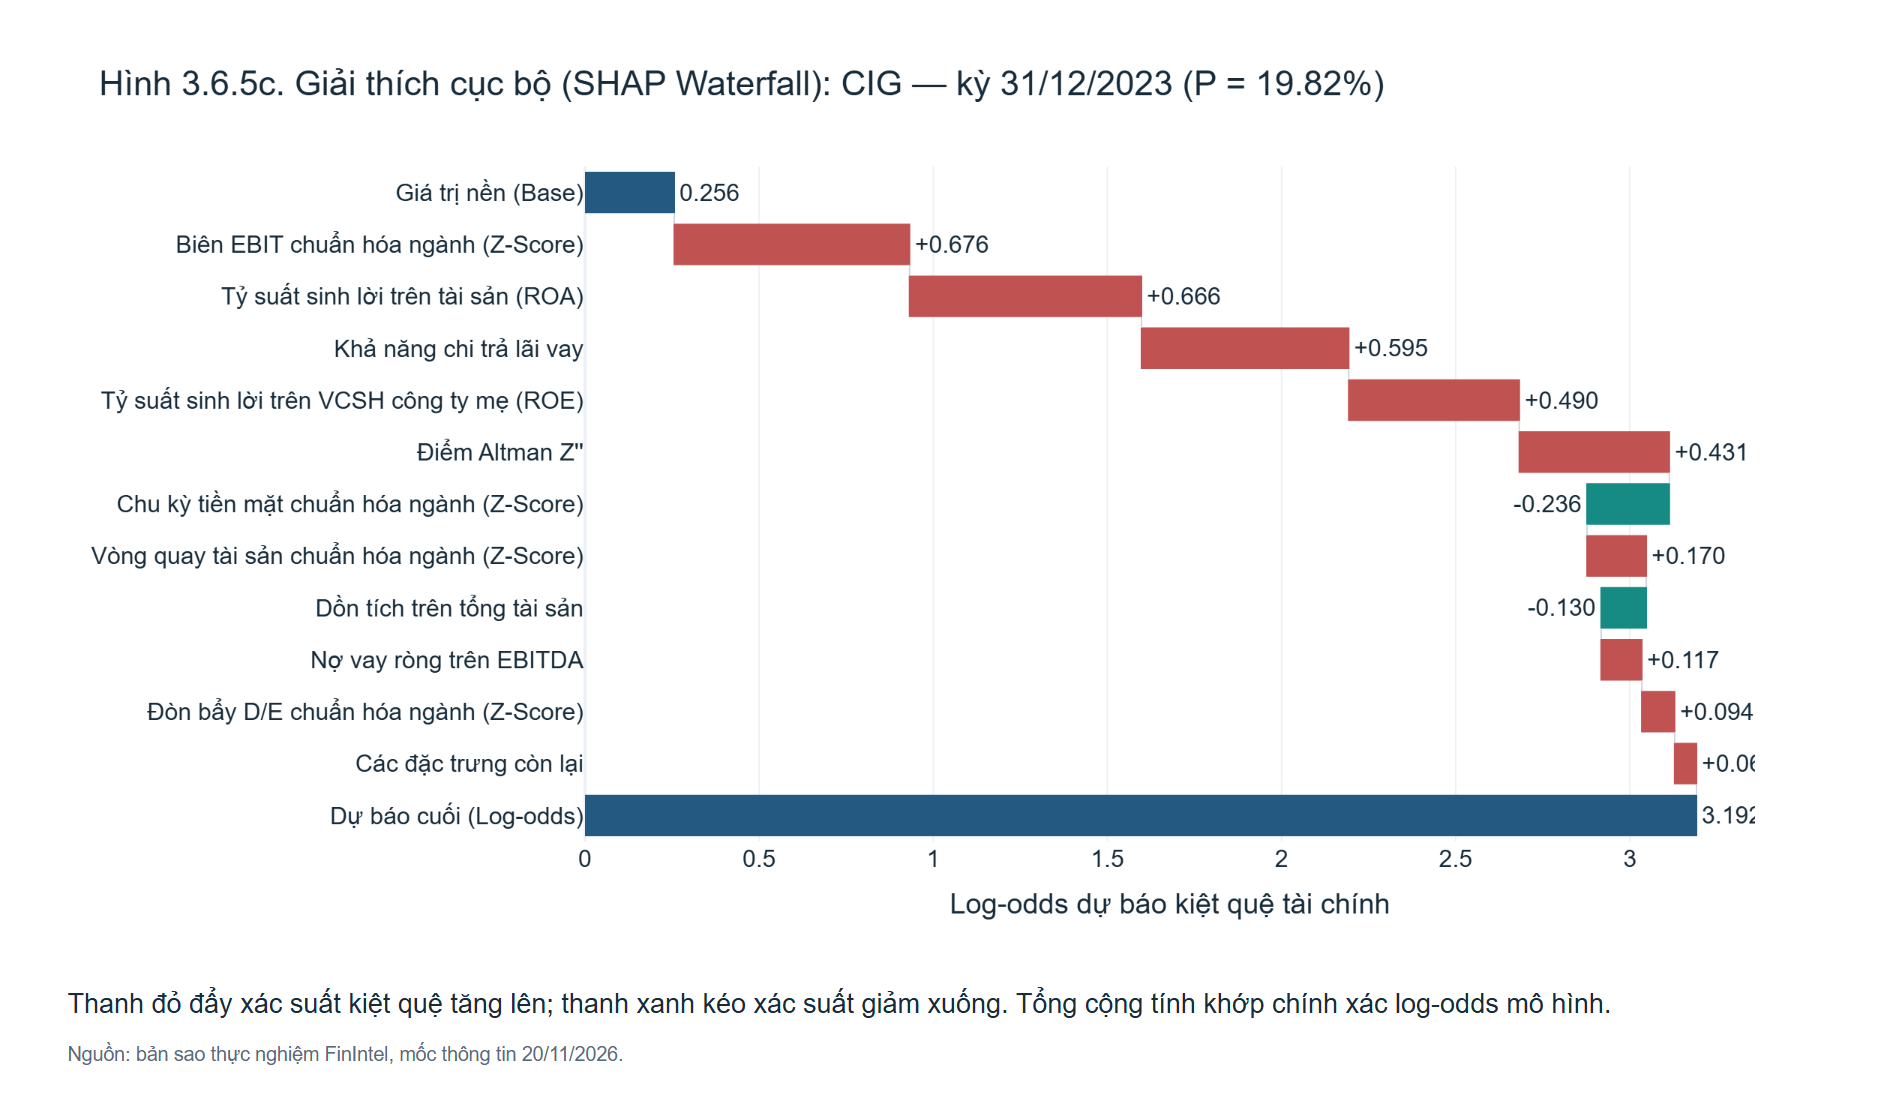 Hình 3.6.5c. Giải thích cục bộ (SHAP Waterfall): CIG — kỳ 31/12/2023 (P = 19.82%)
Giá trị nền (Base) 0.256
Biên EBIT chuẩn hóa ngành (Z-Score) +0.676
Tỷ suất sinh lời trên tài sản (ROA) +0.666
Khả năng chi trả lãi vay +0.595
Tỷ suất sinh lời trên VCSH công ty mẹ (ROE) +0.490
Điểm Altman Z" +0.431
Chu kỳ tiền mặt chuẩn hóa ngành (Z-Score) -0.236
Vòng quay tài sản chuẩn hóa ngành (Z-Score) +0.170
Dồn tích trên tổng tài sản -0.130
Nợ vay ròng trên EBITDA +0.117
Đòn bẩy D/E chuẩn hóa ngành (Z-Score) +0.094
Các đặc trưng còn lại
Dự báo cuối (Log-odds) 3.192
0 0.5 1 1.5 2 2.5 3
Log-odds dự báo kiệt quệ tài chính
Thanh đỏ đẩy xác suất kiệt quệ tăng lên; thanh xanh kéo xác suất giảm xuống. Tổng cộng tính khớp chính xác log-odds mô hình.
Nguồn: bản sao thực nghiệm FinIntel, mốc thông tin 20/11/2026.